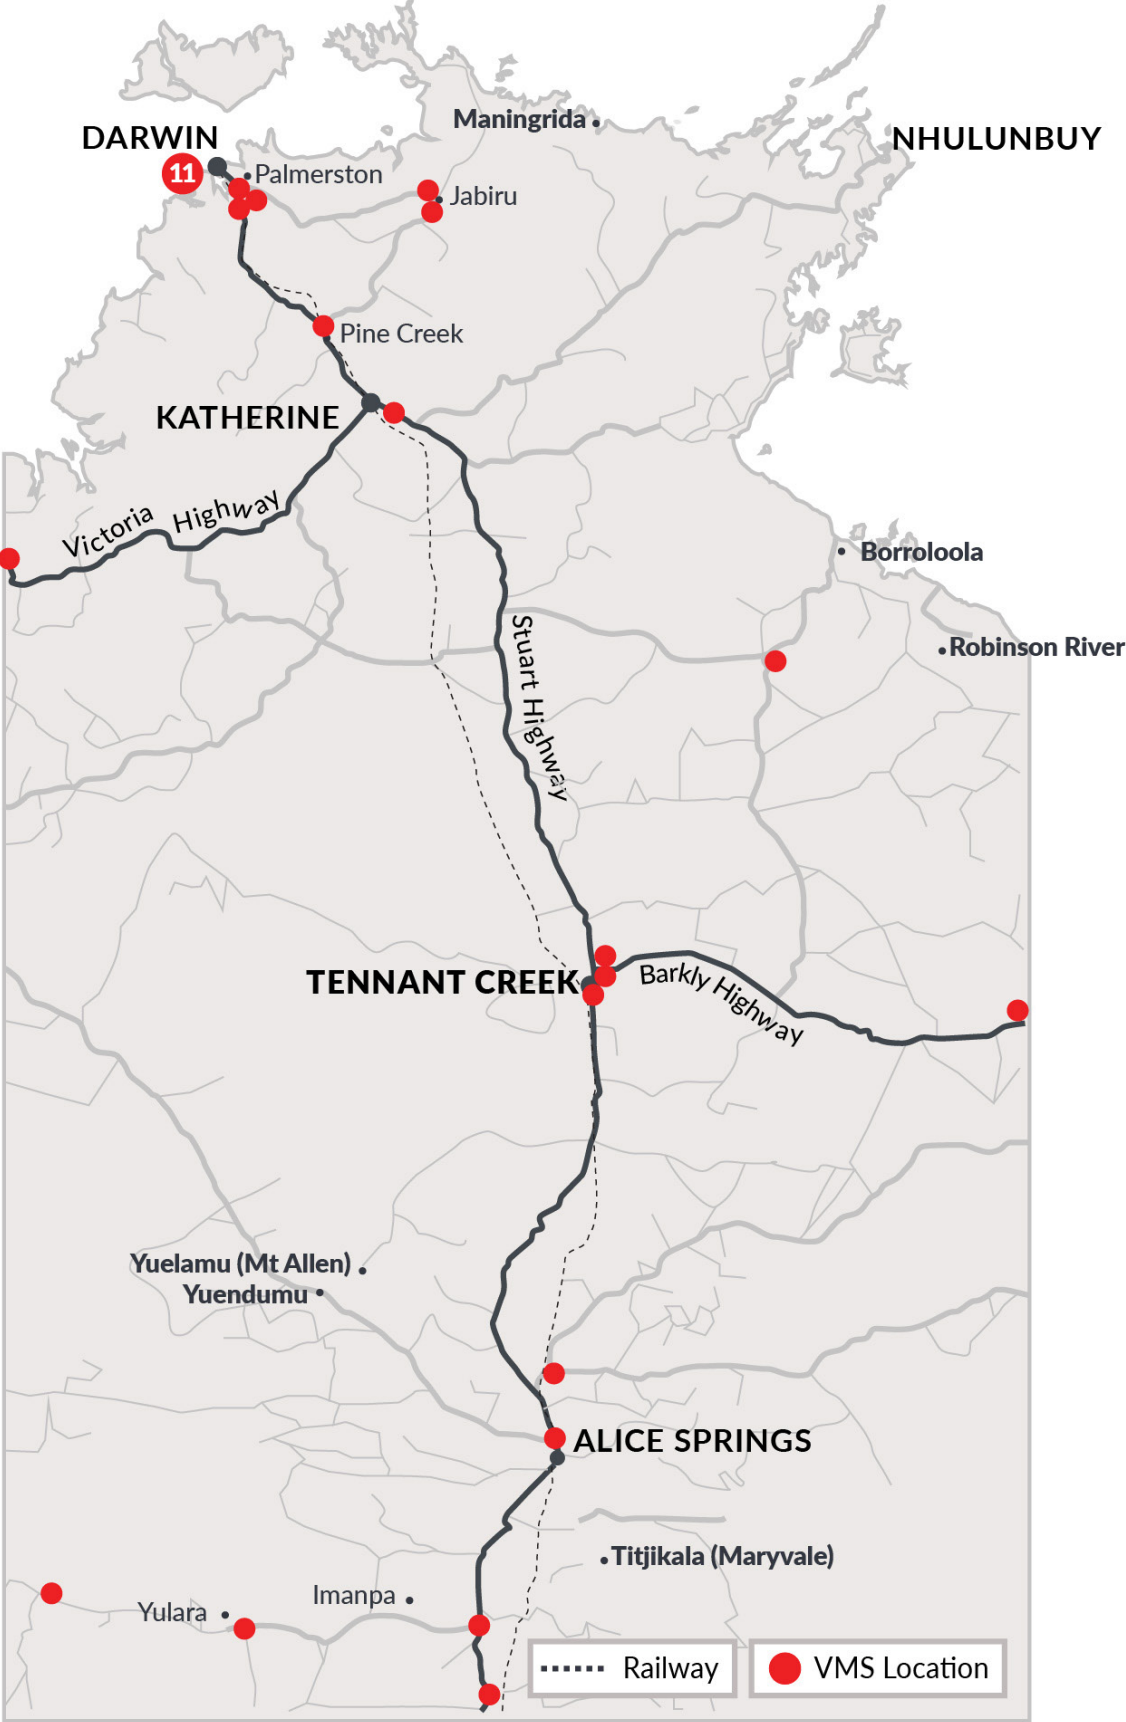 Maningrida
DARWIN
NHULUNBUY
11
Palmerston
Jabiru
Pine Creek
KATHERINE
Victoria Highway
Borroloola
Robinson River
Stuart Highway
TENNANT CREEK
Barkly Highway
Yuelamu (Mt Allen)
Yuendumu
ALICE SPRINGS
Titjikala (Maryvale)
Imanpa
Yulara
Railway
VMS Location